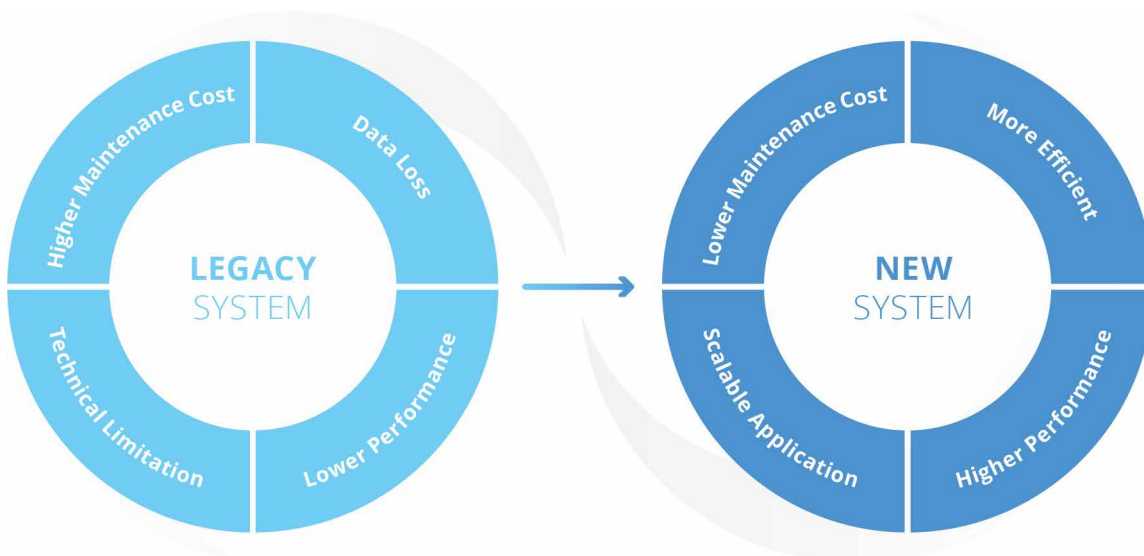 Higher Maintenance Cost
Data Loss
LEGACY
SYSTEM
Technical Limitation
Lower Performance
Lower Maintenance Cost
More Efficient
NEW
SYSTEM
Scalable Application
Higher Performance